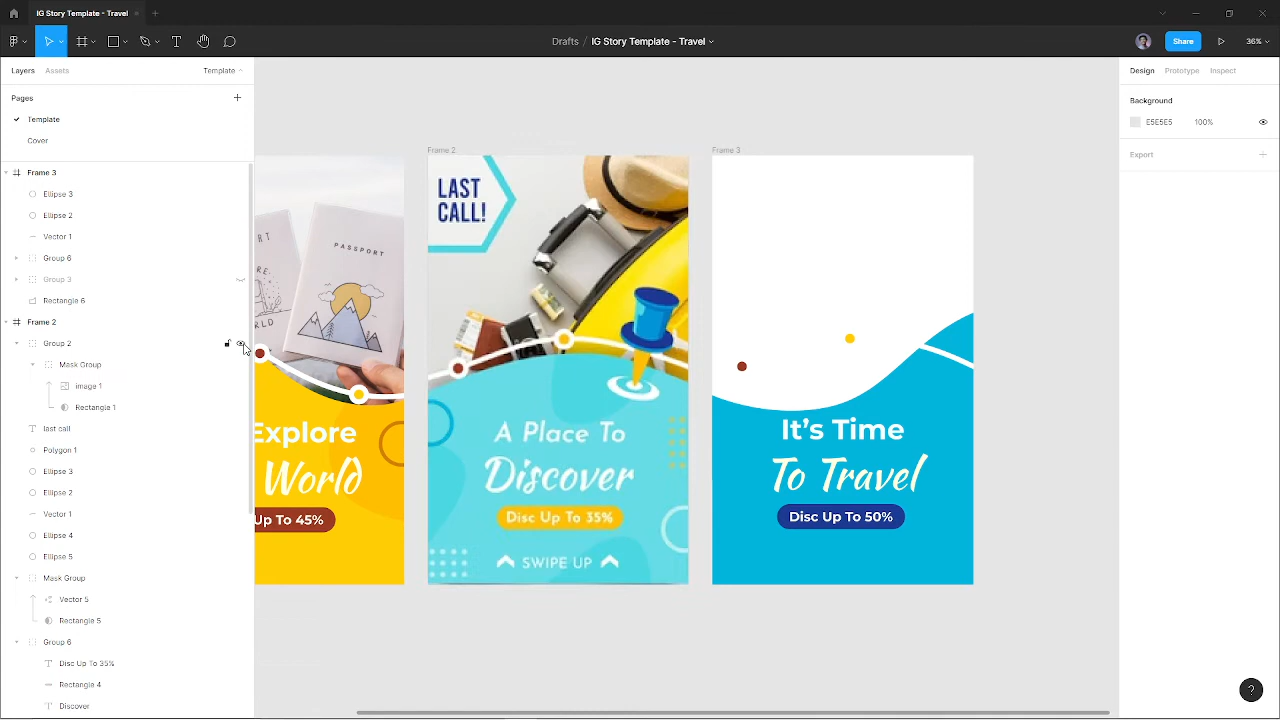 IG Story Template - Travel
Drafts / IG Story Template - Travel
Share
36%
Layers
Assets
Template
Design
Prototype
Inspect
Pages
Template
Cover
Background
E5E5E5
100%
Export
Frame 3
Ellipse 3
Ellipse 2
Vector 1
Group 6
Group 3
Rectangle 6
Frame 2
Group 2
Mask Group
image 1
Rectangle 1
last call
Polygon 1
Ellipse 3
Ellipse 2
Vector 1
Ellipse 4
Ellipse 5
Mask Group
Vector 5
Rectangle 5
Group 6
Disc Up To 35%
Rectangle 4
Discover
PASSPORT
Explore
World
Up To 45%
Frame 2
LAST
CALL!
A Place To
Discover
Disc Up To 35%
SWIPE UP
Frame 3
It's Time
To Travel
Disc Up To 50%
?